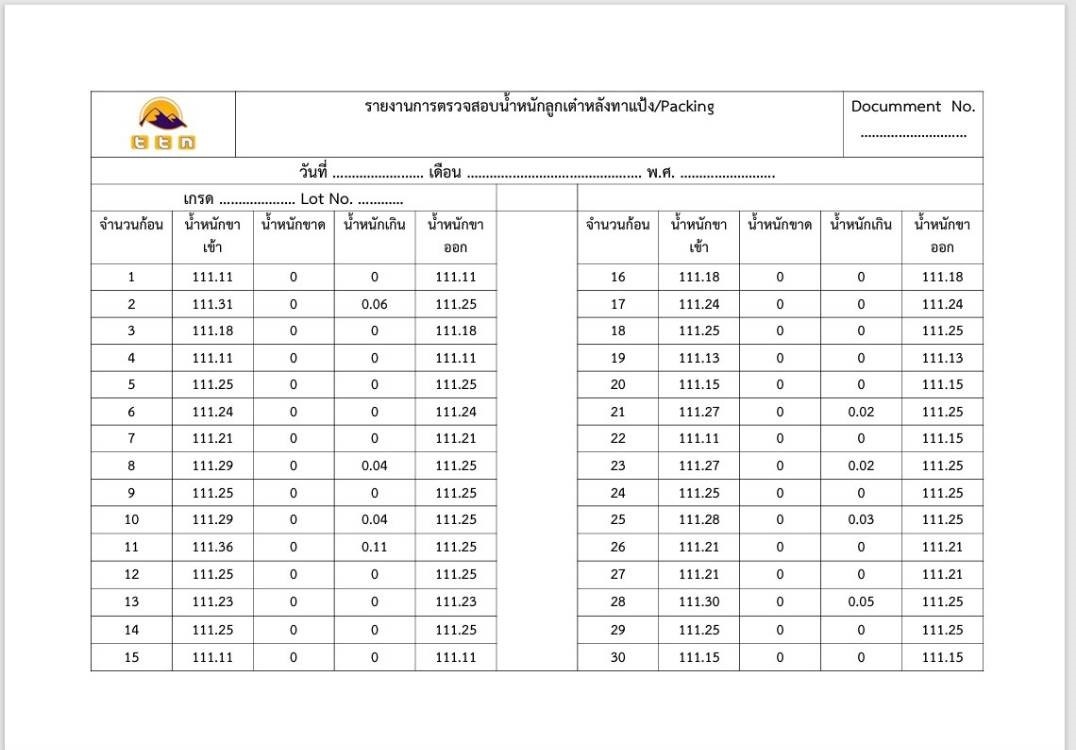 รายงานการตรวจสอบน้ำหนักลูกเต๋าหลังทาแป้ง/Packing
Documment No.
...........................
ttn
วันที่ ....................... เดือน ............................................ พ.ศ. ........................
เกรด ................... Lot No. ............
จำนวนก้อน น้ำหนักขาเข้า น้ำหนักขาด น้ำหนักเกิน น้ำหนักขาออก จำนวนก้อน น้ำหนักขาเข้า น้ำหนักขาด น้ำหนักเกิน น้ำหนักขาออก
1 111.11 0 0 111.11 16 111.18 0 0 111.18
2 111.31 0 0.06 111.25 17 111.24 0 0 111.24
3 111.18 0 0 111.18 18 111.25 0 0 111.25
4 111.11 0 0 111.11 19 111.13 0 0 111.13
5 111.25 0 0 111.25 20 111.15 0 0 111.15
6 111.24 0 0 111.24 21 111.27 0 0.02 111.25
7 111.21 0 0 111.21 22 111.11 0 0 111.15
8 111.29 0 0.04 111.25 23 111.27 0 0.02 111.25
9 111.25 0 0 111.25 24 111.25 0 0 111.25
10 111.29 0 0.04 111.25 25 111.28 0 0.03 111.25
11 111.36 0 0.11 111.25 26 111.21 0 0 111.21
12 111.25 0 0 111.25 27 111.21 0 0 111.21
13 111.23 0 0 111.23 28 111.30 0 0.05 111.25
14 111.25 0 0 111.25 29 111.25 0 0 111.25
15 111.11 0 0 111.11 30 111.15 0 0 111.15